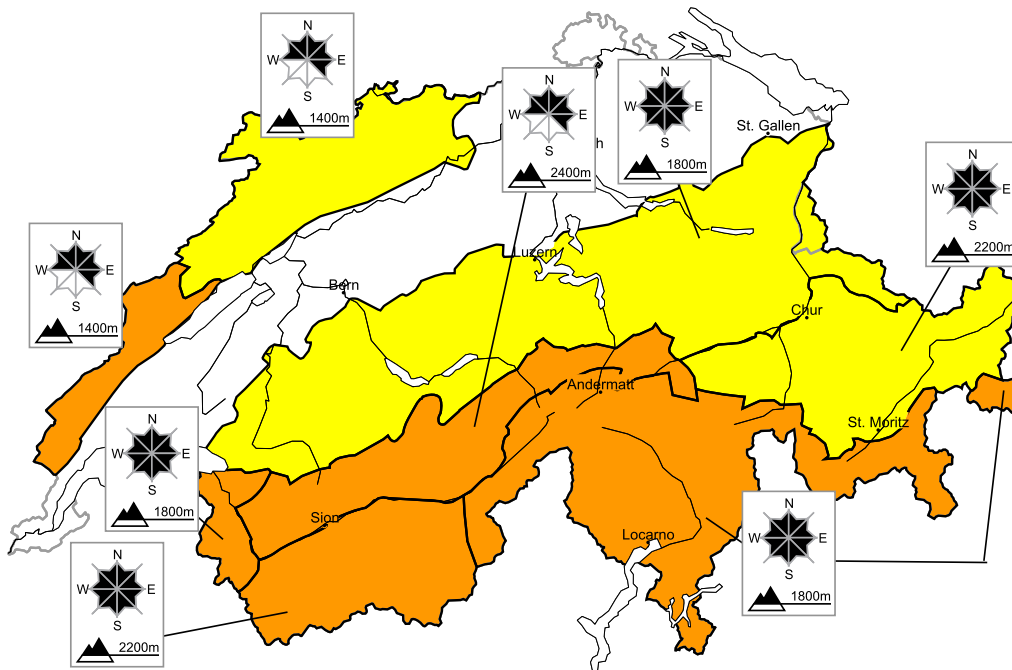 N
W E
S
1400m
N
W E
S
2400m
N
W E
S
1800m
St. Gallen
h
N
W E
S
2200m
N
W E
S
1400m
Luzern
Bern
Chur
Andermatt
St. Moritz
N
W E
S
1800m
Sion
Locarno
N
W E
S
1800m
N
W E
S
2200m